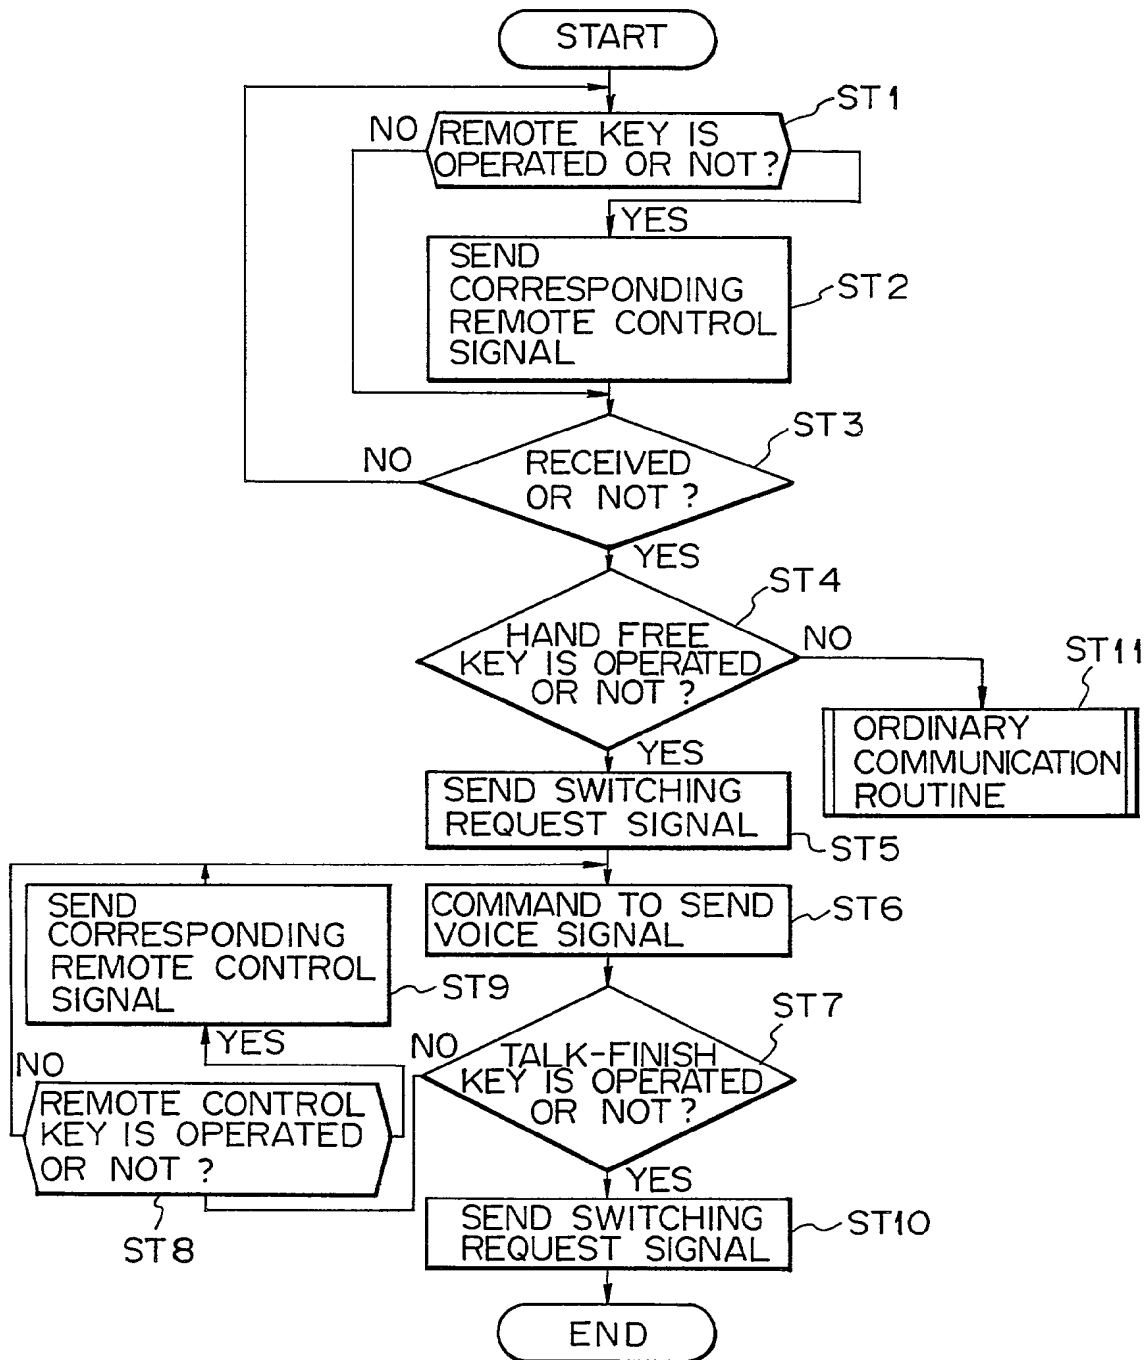 START
ST1
NO
REMOTE KEY IS
OPERATED OR NOT?
YES
SEND
CORRESPONDING
REMOTE CONTROL
SIGNAL
ST2
ST3
NO
RECEIVED
OR NOT?
YES
ST4
HAND FREE
KEY IS OPERATED
OR NOT?
NO
ST11
ORDINARY
COMMUNICATION
ROUTINE
YES
SEND SWITCHING
REQUEST SIGNAL
ST5
COMMAND TO SEND
VOICE SIGNAL
ST6
SEND
CORRESPONDING
REMOTE CONTROL
SIGNAL
ST9
ST7
YES
NO
TALK-FINISH
KEY IS OPERATED
OR NOT?
NO
REMOTE CONTROL
KEY IS OPERATED
OR NOT?
ST8
YES
SEND SWITCHING
REQUEST SIGNAL
ST10
END